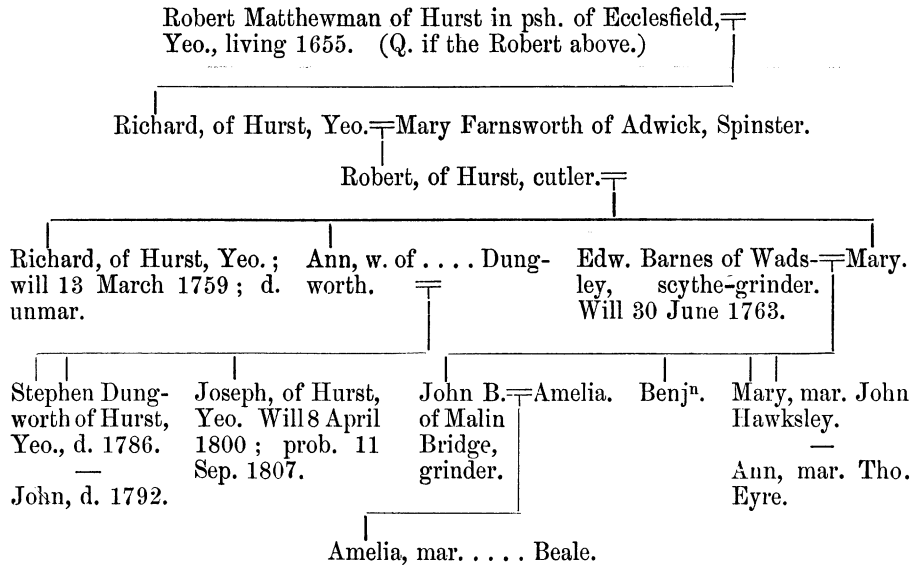 Robert Matthewman of Hurst in psh. of Ecclesfield,
Yeo., living 1655. (Q. if the Robert above.)
Richard, of Hurst, Yeo.=Mary Farnsworth of Adwick, Spinster.
Robert, of Hurst, cutler.=
Richard, of Hurst, Yeo.;
will 13 March 1759; d.
unmar.
Ann, w. of .... Dung-
worth.
Edw. Barnes of Wads-=Mary.
ley, scythe-grinder.
Will 30 June 1763.
Stephen Dung-
worth of Hurst,
Yeo., d. 1786.
—
John, d. 1792.
Joseph, of Hurst,
Yeo. Will 8 April
1800; prob. 11
Sep. 1807.
John B.=Amelia.
of Malin
Bridge,
grinder.
Benjⁿ.
Mary, mar. John
Hawksley.
—
Ann, mar. Tho.
Eyre.
Amelia, mar. .... Beale.